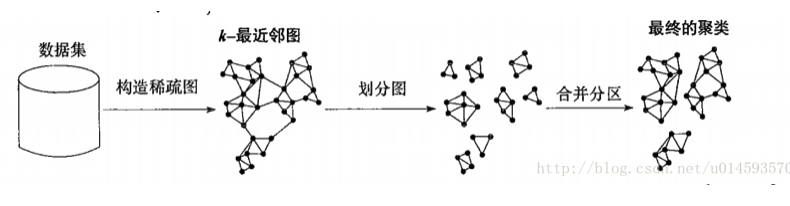 数据集
构造稀疏图
k-最近邻图
划分图
合并分区
最终的聚类
http://blog.csdn.net/u014593570